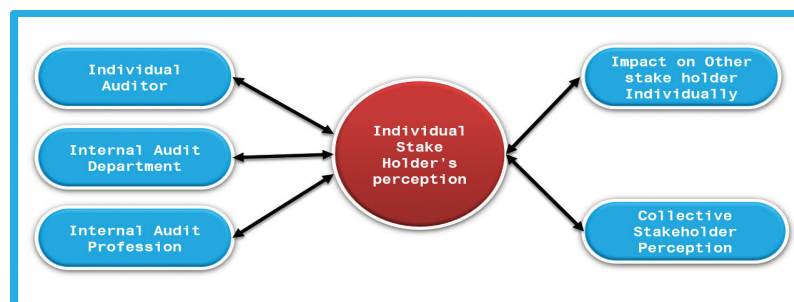 Individual
Auditor
Internal Audit
Department
Internal Audit
Profession
Individual
Stake
Holder's
perception
Impact on Other
stake holder
Individually
Collective
Stakeholder
Perception